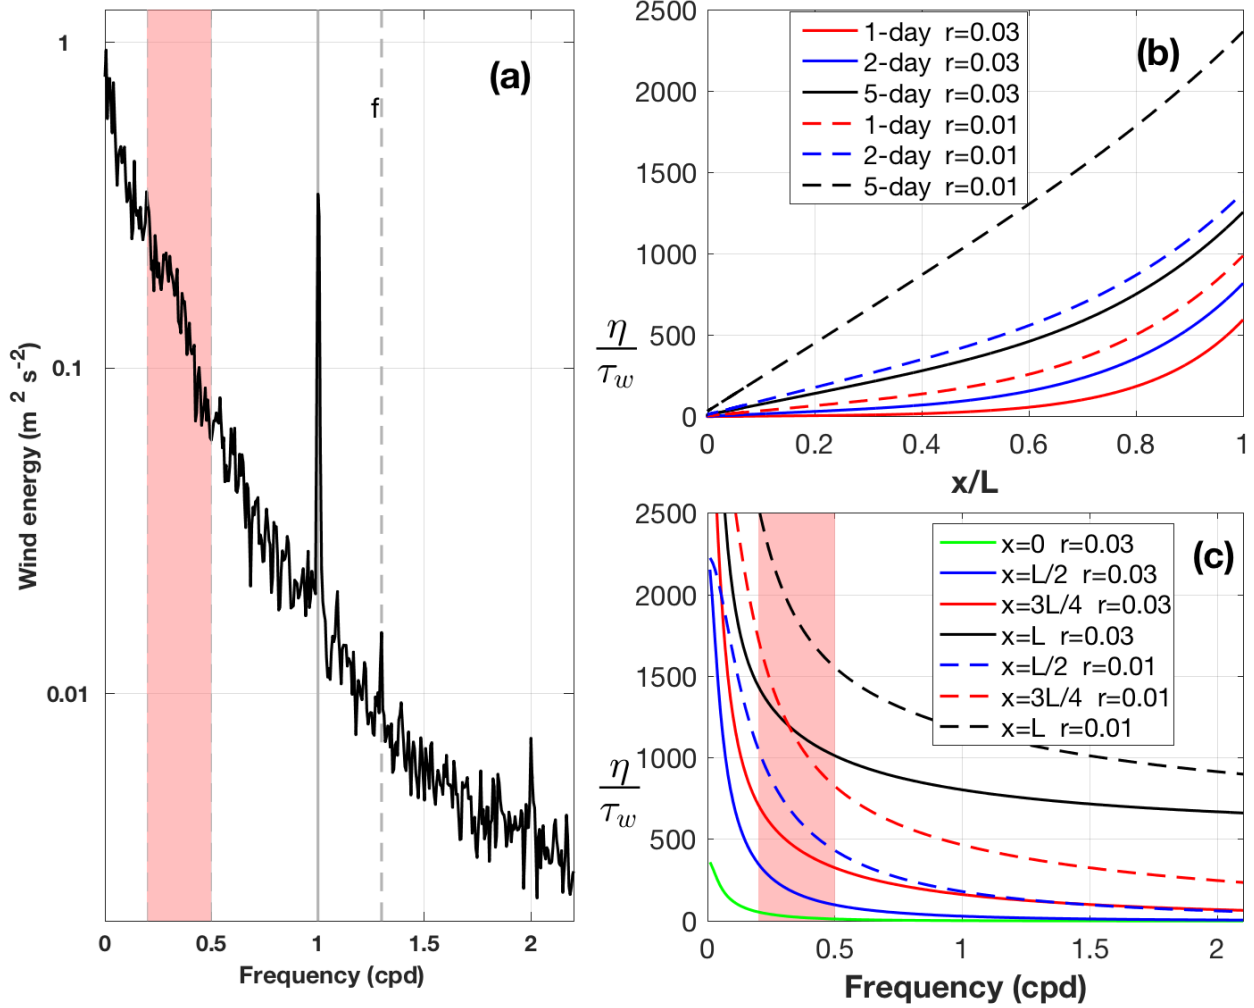 (a)
f
1
0.1
0.01
Wind energy (m² s⁻²)
0 0.5 1 1.5 2
Frequency (cpd)
(b)
1-day r=0.03
2-day r=0.03
5-day r=0.03
1-day r=0.01
2-day r=0.01
5-day r=0.01
2500
2000
1500
1000
500
0
η
τw
0 0.2 0.4 0.6 0.8 1
x/L
(c)
x=0 r=0.03
x=L/2 r=0.03
x=3L/4 r=0.03
x=L r=0.03
x=L/2 r=0.01
x=3L/4 r=0.01
x=L r=0.01
2500
2000
1500
1000
500
0
η
τw
0 0.5 1 1.5 2
Frequency (cpd)